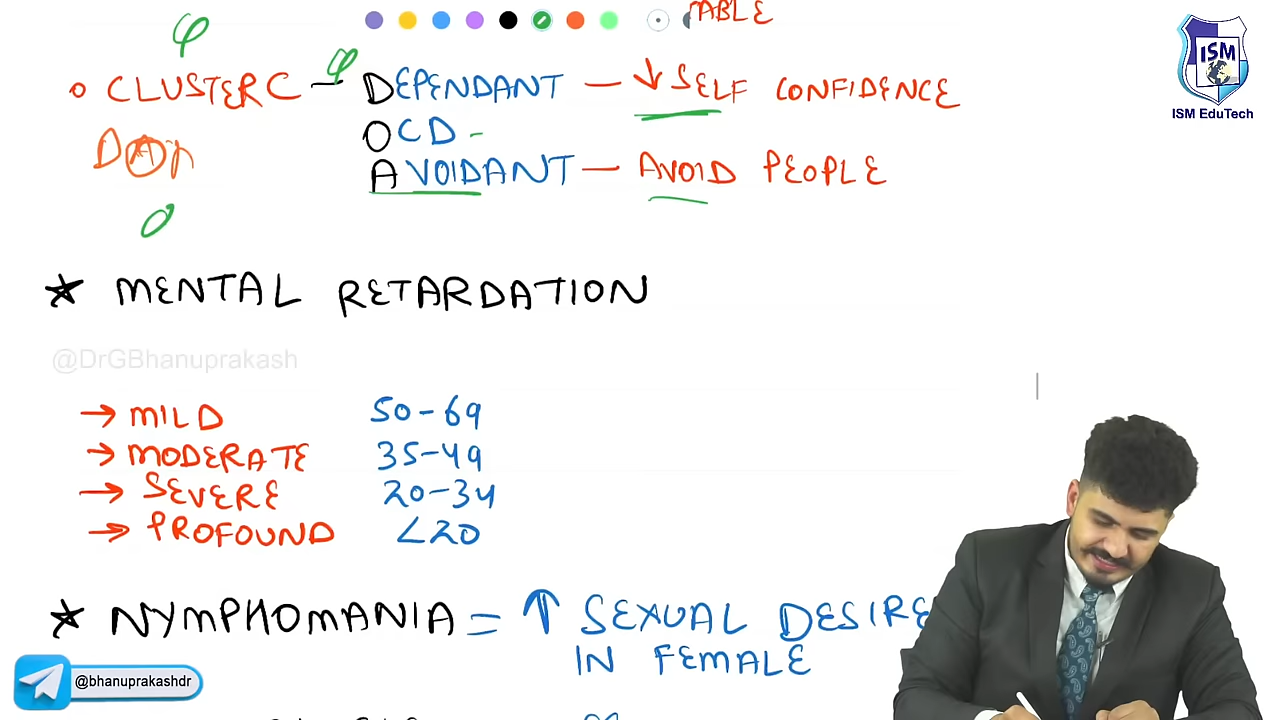 TABLE
ISM
ISM EduTech
φ
o CLUSTER C - φ DEPENDANT - ↓ SELF CONFIDENCE
OCD -
AVOIDANT - AVOID PEOPLE
* MENTAL RETARDATION
@DrGBhanuprakash
→ MILD 50-69
→ MODERATE 35-49
→ SEVERE 20-34
→ PROFOUND <20
* NYMPHOMANIA = ↑ SEXUAL DESIRE
IN FEMALE
@bhanuprakashdr